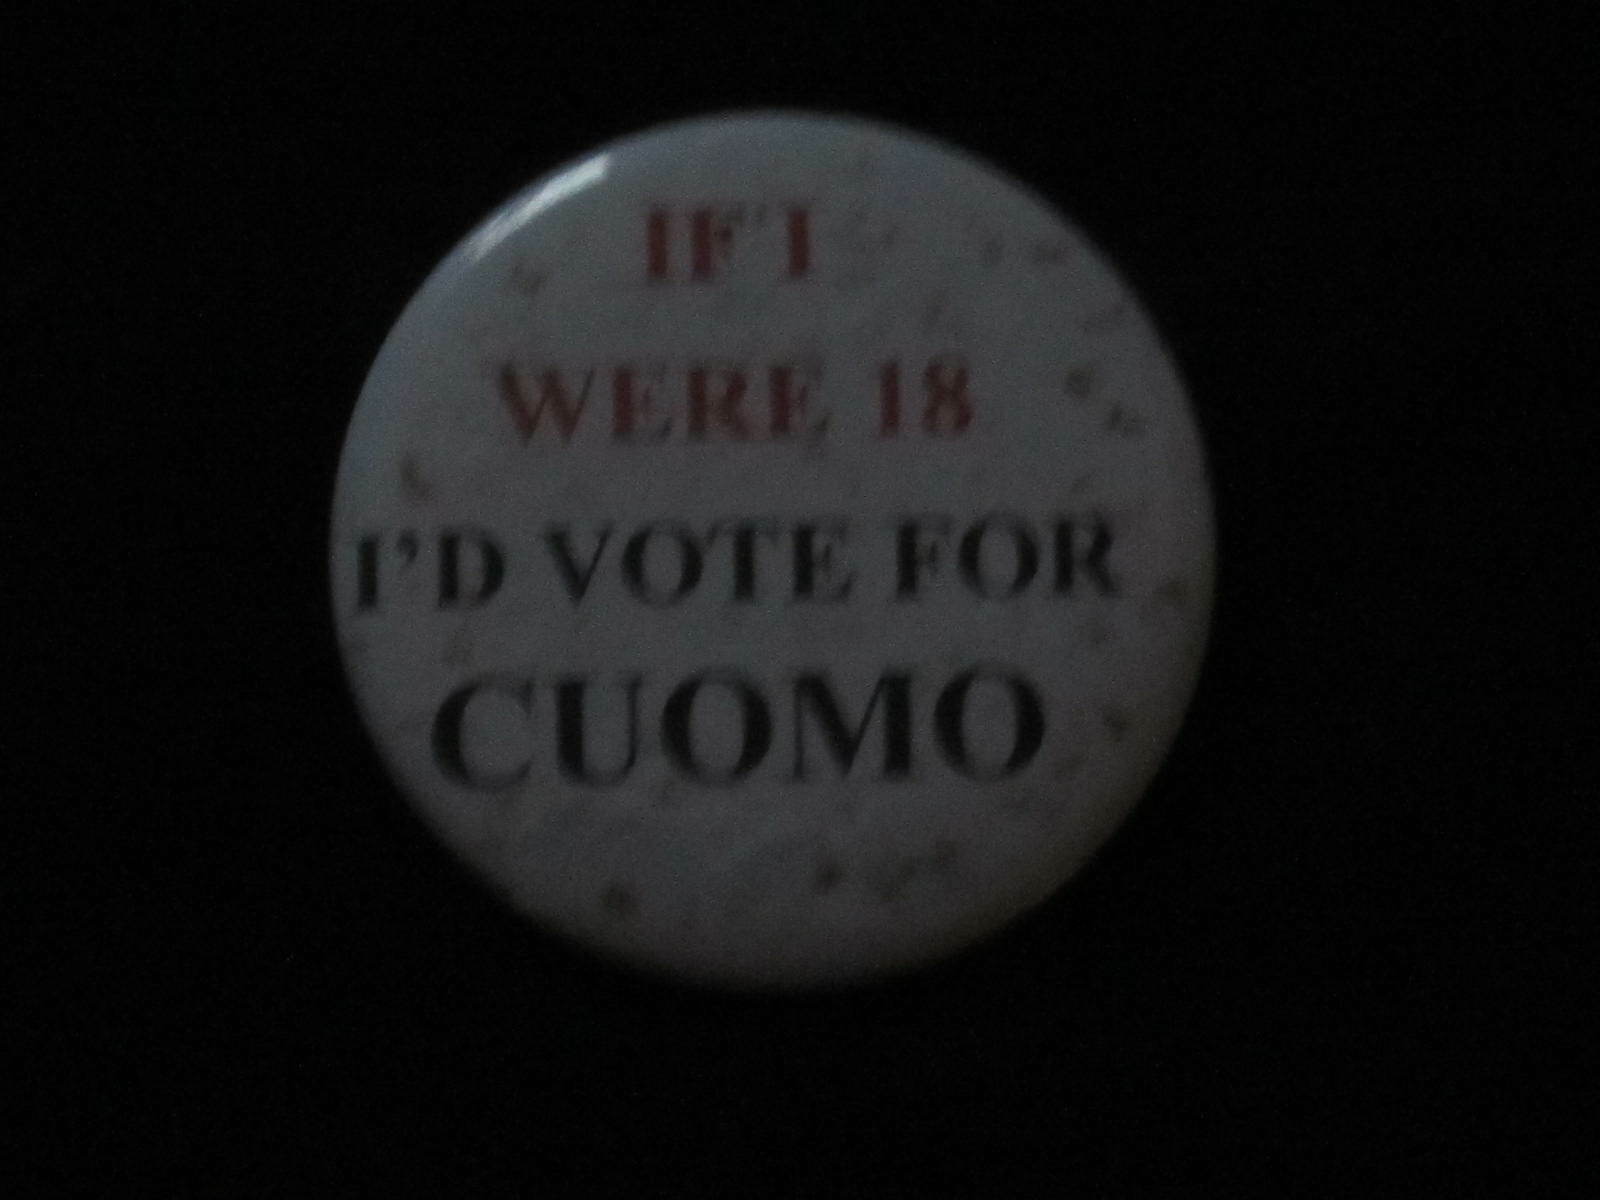 IF I
WERE 18
I'D VOTE FOR
CUOMO